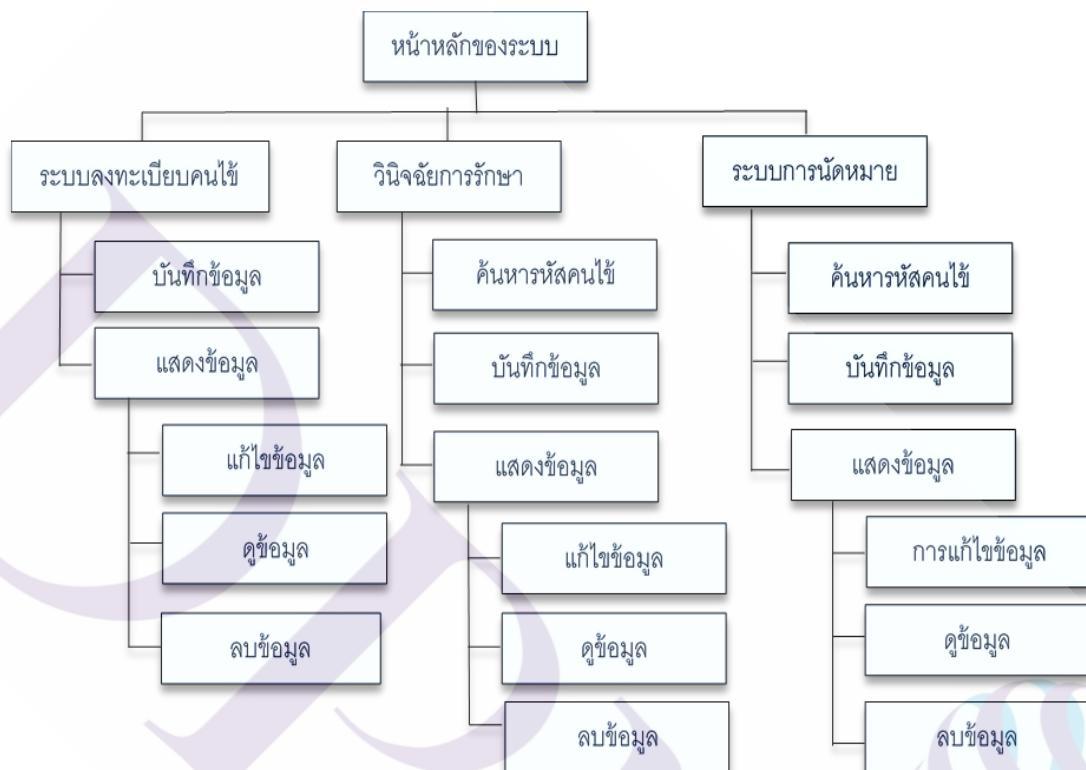 หน้าหลักของระบบ
ระบบลงทะเบียบคนไข้
วินิจฉัยการรักษา
ระบบการนัดหมาย
บันทึกข้อมูล
แสดงข้อมูล
แก้ไขข้อมูล
ดูข้อมูล
ลบข้อมูล
ค้นหารหัสคนไข้
บันทึกข้อมูล
แสดงข้อมูล
แก้ไขข้อมูล
ดูข้อมูล
ลบข้อมูล
ค้นหารหัสคนไข้
บันทึกข้อมูล
แสดงข้อมูล
การแก้ไขข้อมูล
ดูข้อมูล
ลบข้อมูล